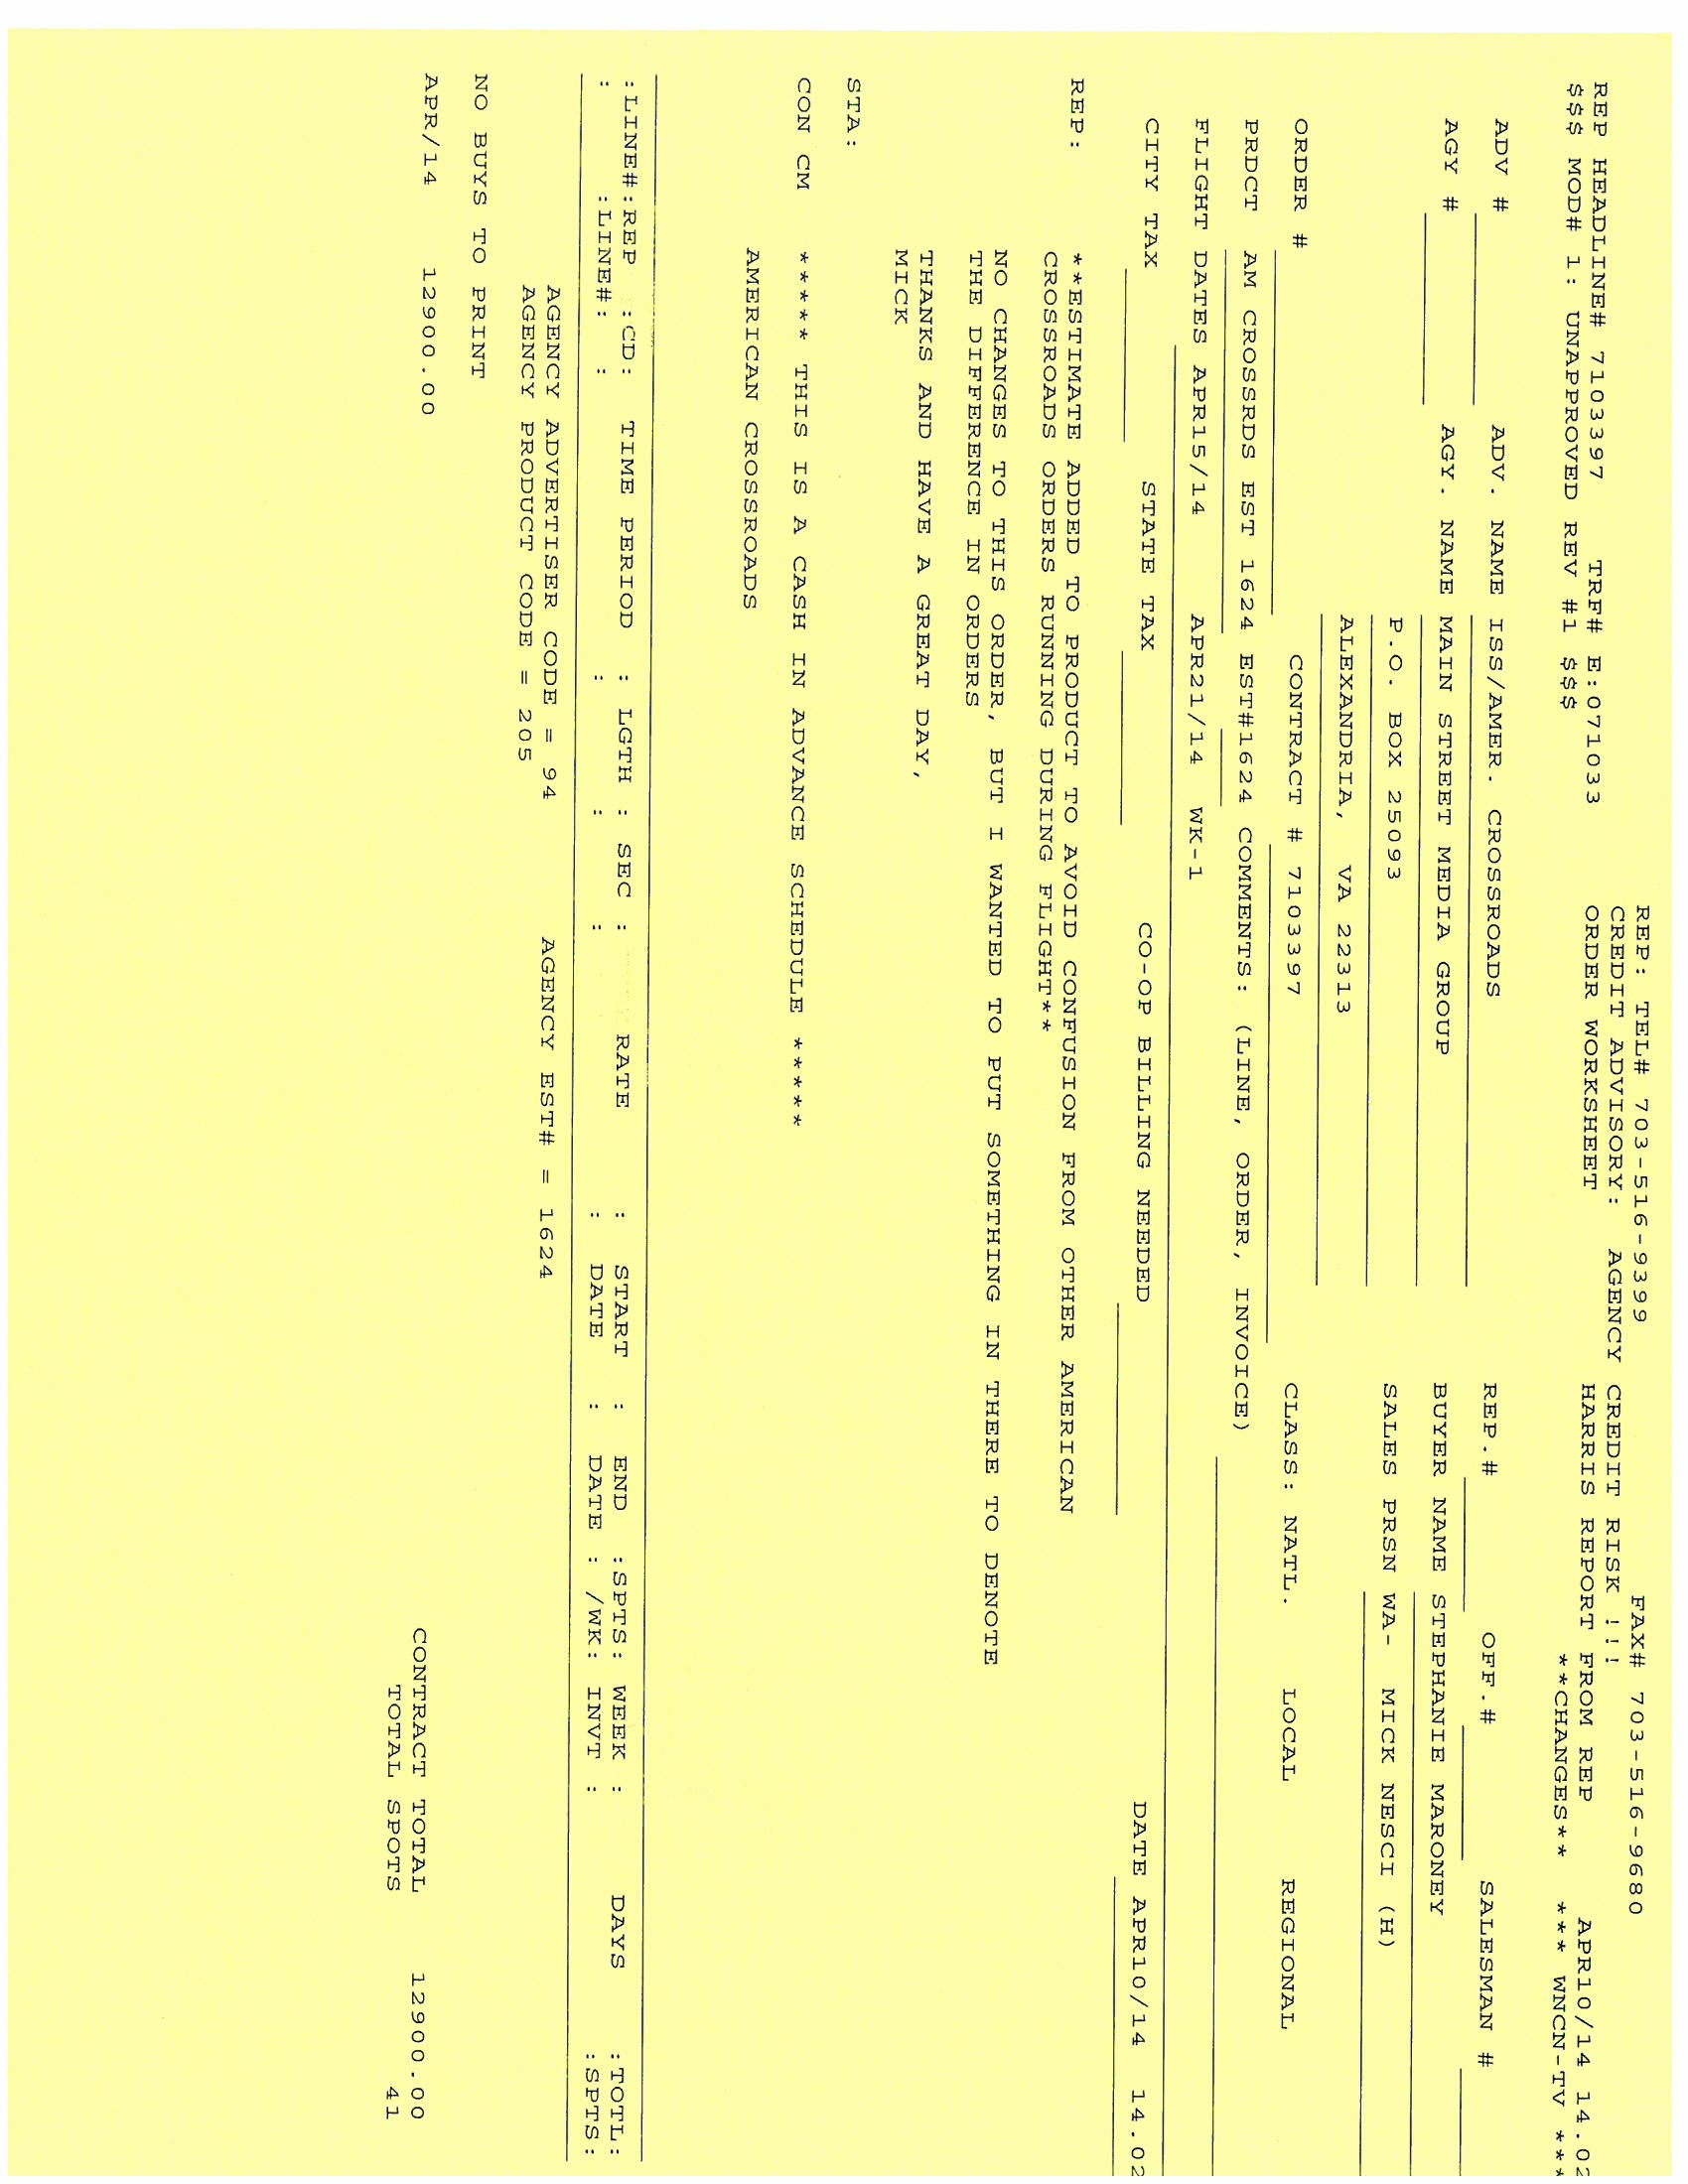 REP: TEL# 703-516-9399 FAX# 703-516-9680
CREDIT ADVISORY: AGENCY CREDIT RISK !!!
ORDER WORKSHEET HARRIS REPORT FROM REP APR10/14 14.02
REP HEADLINE# 7103397 TRF# E:071033 **CHANGES** *** WNCN-TV ***
$$$ MOD# 1: UNAPPROVED REV #1 $$$
ADV # ADV. NAME ISS/AMER. CROSSROADS REP.# OFF.# SALESMAN #
AGY # AGY. NAME MAIN STREET MEDIA GROUP BUYER NAME STEPHANIE MARONEY
P.O. BOX 25093 SALES PRSN WA- MICK NESCI (H)
ALEXANDRIA, VA 22313
ORDER # CONTRACT # 7103397 CLASS: NATL. LOCAL REGIONAL
PRDCT AM CROSSRDS EST 1624 EST#1624 COMMENTS: (LINE, ORDER, INVOICE)
FLIGHT DATES APR15/14 APR21/14 WK-1
CITY TAX STATE TAX CO-OP BILLING NEEDED DATE APR10/14 14.02
REP: **ESTIMATE ADDED TO PRODUCT TO AVOID CONFUSION FROM OTHER AMERICAN
CROSSROADS ORDERS RUNNING DURING FLIGHT**
NO CHANGES TO THIS ORDER, BUT I WANTED TO PUT SOMETHING IN THERE TO DENOTE
THE DIFFERENCE IN ORDERS
THANKS AND HAVE A GREAT DAY,
MICK
STA:
CON CM ***** THIS IS A CASH IN ADVANCE SCHEDULE *****
AMERICAN CROSSROADS
:LINE#:REP :CD: TIME PERIOD : LGTH : SEC : RATE : START : END :SPTS: WEEK : DAYS :TOTL:
: :LINE#: : : : : : DATE : DATE : /WK: INVT : :SPTS:
AGENCY ADVERTISER CODE = 94 AGENCY EST# = 1624
AGENCY PRODUCT CODE = 205
NO BUYS TO PRINT
APR/14 12900.00 CONTRACT TOTAL 12900.00
TOTAL SPOTS 41